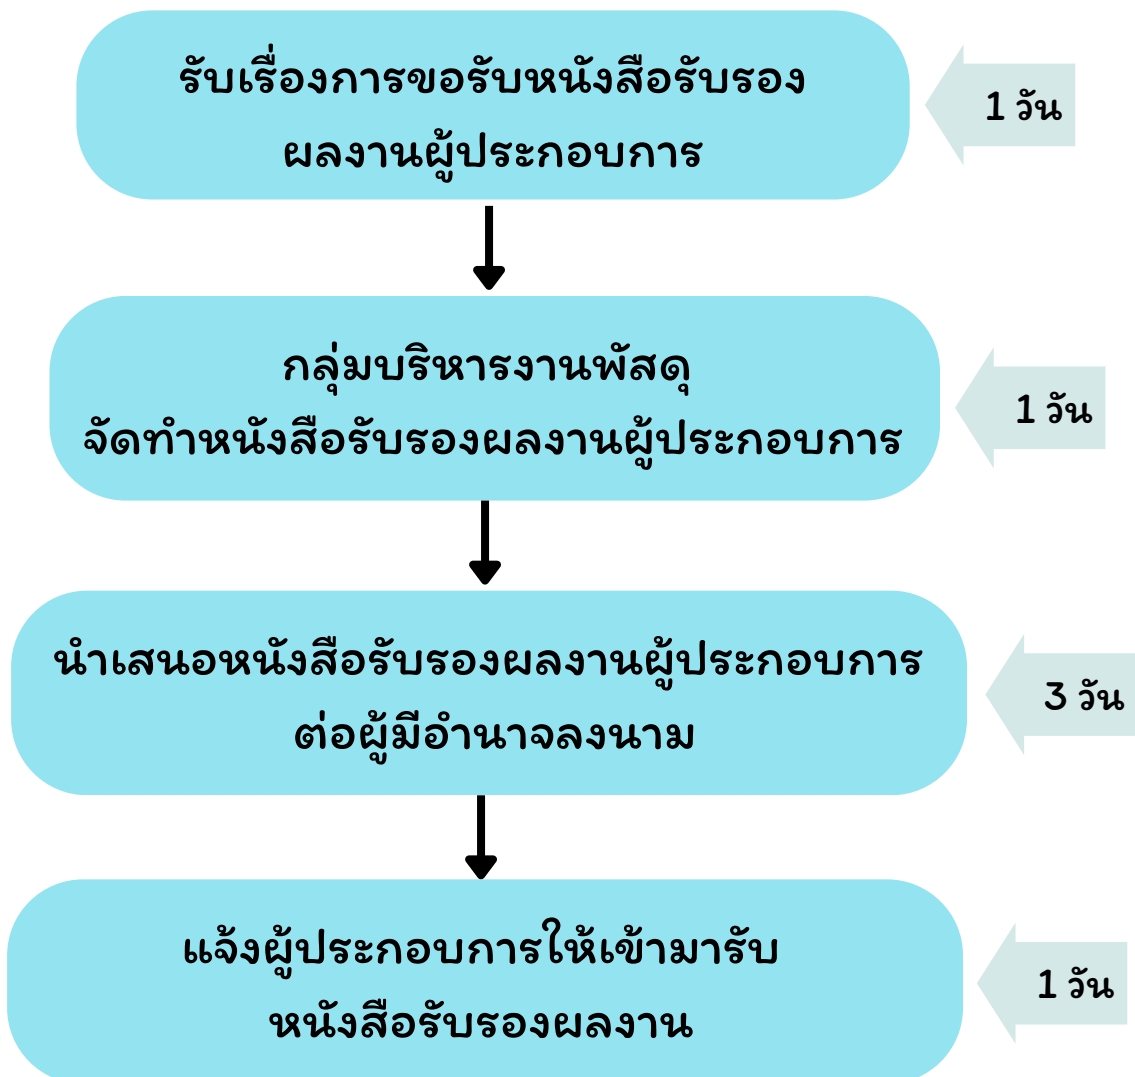 รับเรื่องการขอรับหนังสือรับรอง
ผลงานผู้ประกอบการ
1 วัน
กลุ่มบริหารงานพัสดุ
จัดทำหนังสือรับรองผลงานผู้ประกอบการ
1 วัน
นำเสนอหนังสือรับรองผลงานผู้ประกอบการ
ต่อผู้มีอำนาจลงนาม
3 วัน
แจ้งผู้ประกอบการให้เข้ามารับ
หนังสือรับรองผลงาน
1 วัน